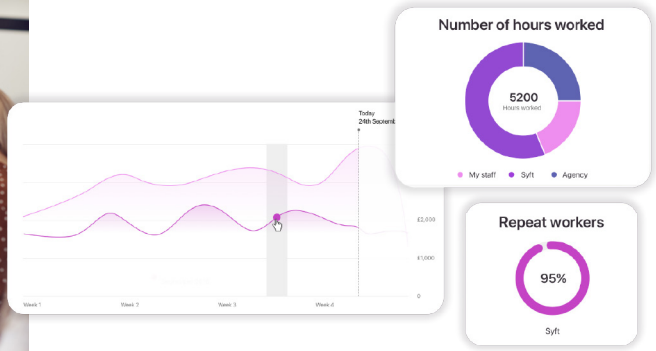 Number of hours worked
5200
Hours worked
My staff
Syft
Agency
Today
24th Septemb
£2,000
£1,000
0
Week 1
Week 2
Week 3
Week 4
Repeat workers
95%
Syft